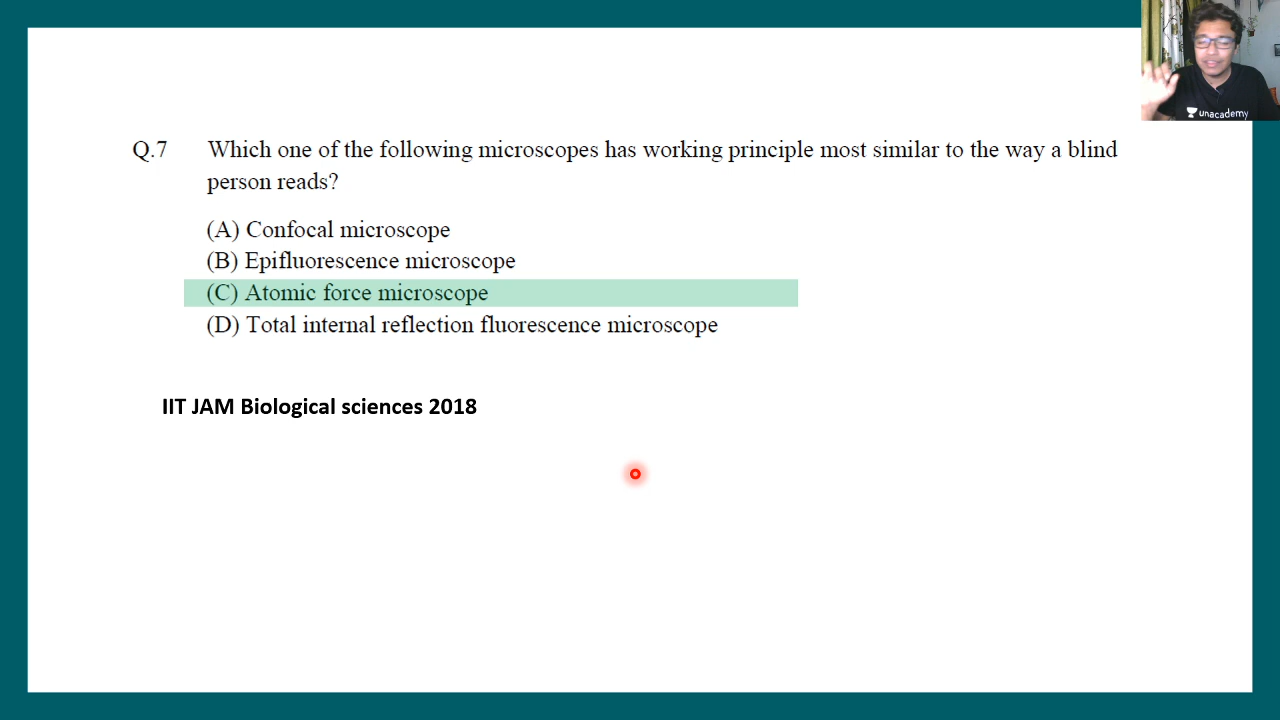 unacademy
Q.7 Which one of the following microscopes has working principle most similar to the way a blind
person reads?
(A) Confocal microscope
(B) Epifluorescence microscope
(C) Atomic force microscope
(D) Total internal reflection fluorescence microscope
IIT JAM Biological sciences 2018